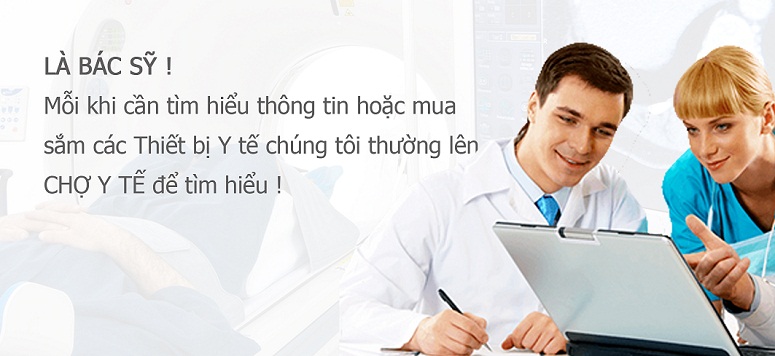 LÀ BÁC SỸ !
Mỗi khi cần tìm hiểu thông tin hoặc mua
sắm các Thiết bị Y tế chúng tôi thường lên
CHỢ Y TẾ để tìm hiểu !